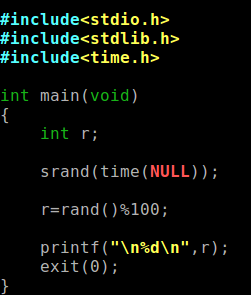 #include<stdio.h>
#include<stdlib.h>
#include<time.h>

int main(void)
{
    int r;

    srand(time(NULL));

    r=rand()%100;

    printf("\n%d\n",r);
    exit(0);
}